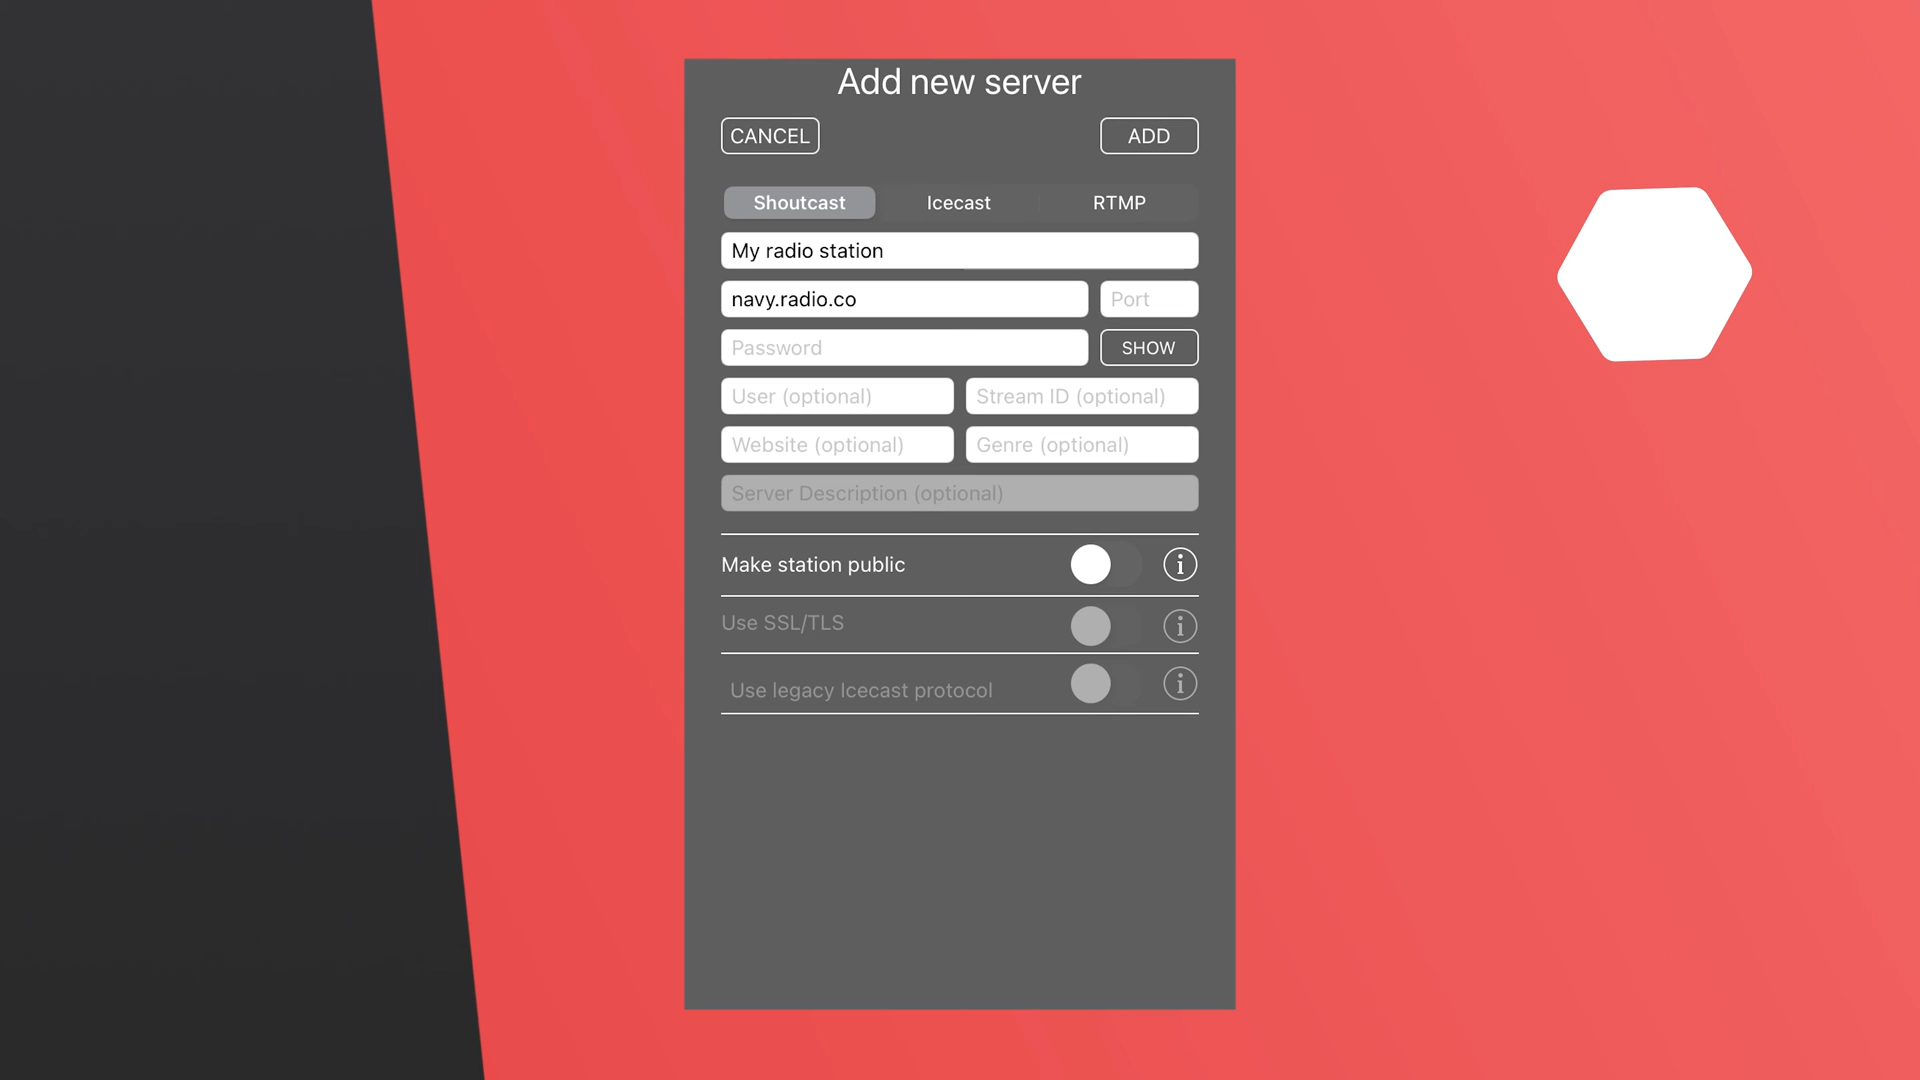 Add new server
CANCEL ADD
Shoutcast Icecast RTMP
My radio station
navy.radio.co Port
Password SHOW
User (optional) Stream ID (optional)
Website (optional) Genre (optional)
Server Description (optional)
Make station public i
Use SSL/TLS i
Use legacy Icecast protocol i